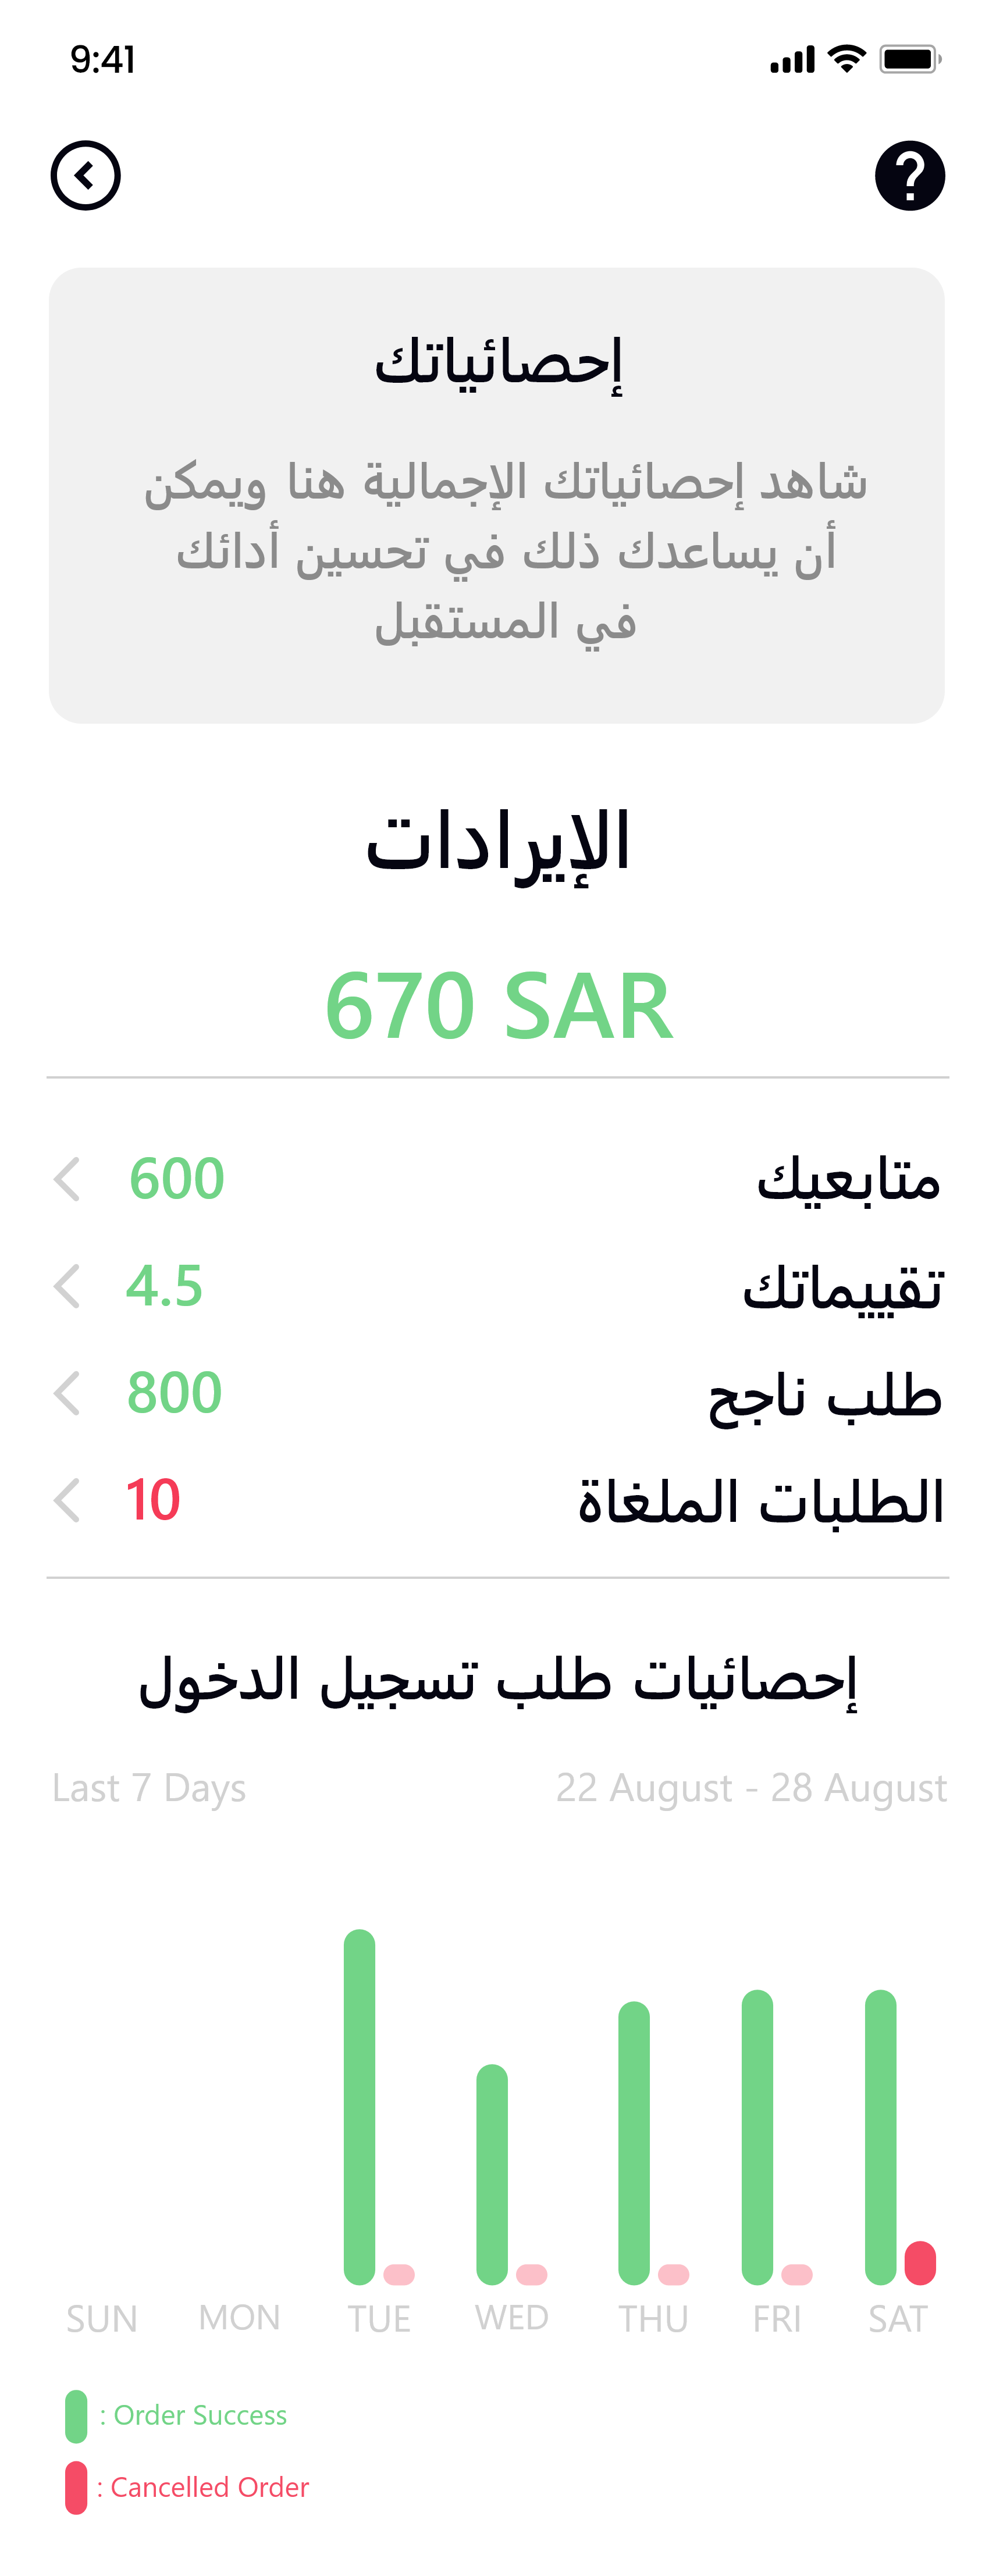 9:41
إحصائياتك
شاهد إحصائياتك الإجمالية هنا ويمكن
أن يساعدك ذلك في تحسين أدائك
في المستقبل
الإيرادات
670 SAR
متابعيك 600
تقييماتك 4.5
طلب ناجح 800
الطلبات الملغاة 10
إحصائيات طلب تسجيل الدخول
Last 7 Days 22 August - 28 August
SUN MON TUE WED THU FRI SAT
: Order Success
: Cancelled Order